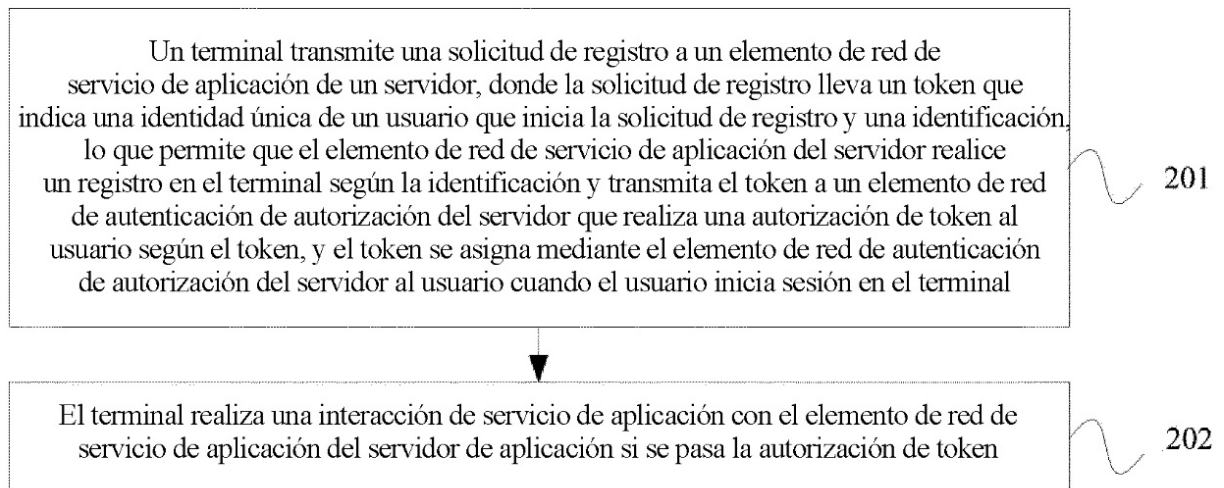 Un terminal transmite una solicitud de registro a un elemento de red de
servicio de aplicación de un servidor, donde la solicitud de registro lleva un token que
indica una identidad única de un usuario que inicia la solicitud de registro y una identificación,
lo que permite que el elemento de red de servicio de aplicación del servidor realice
un registro en el terminal según la identificación y transmita el token a un elemento de red
de autenticación de autorización del servidor que realiza una autorización de token al
usuario según el token, y el token se asigna mediante el elemento de red de autenticación
de autorización del servidor al usuario cuando el usuario inicia sesión en el terminal
201
El terminal realiza una interacción de servicio de aplicación con el elemento de red de
servicio de aplicación del servidor de aplicación si se pasa la autorización de token
202